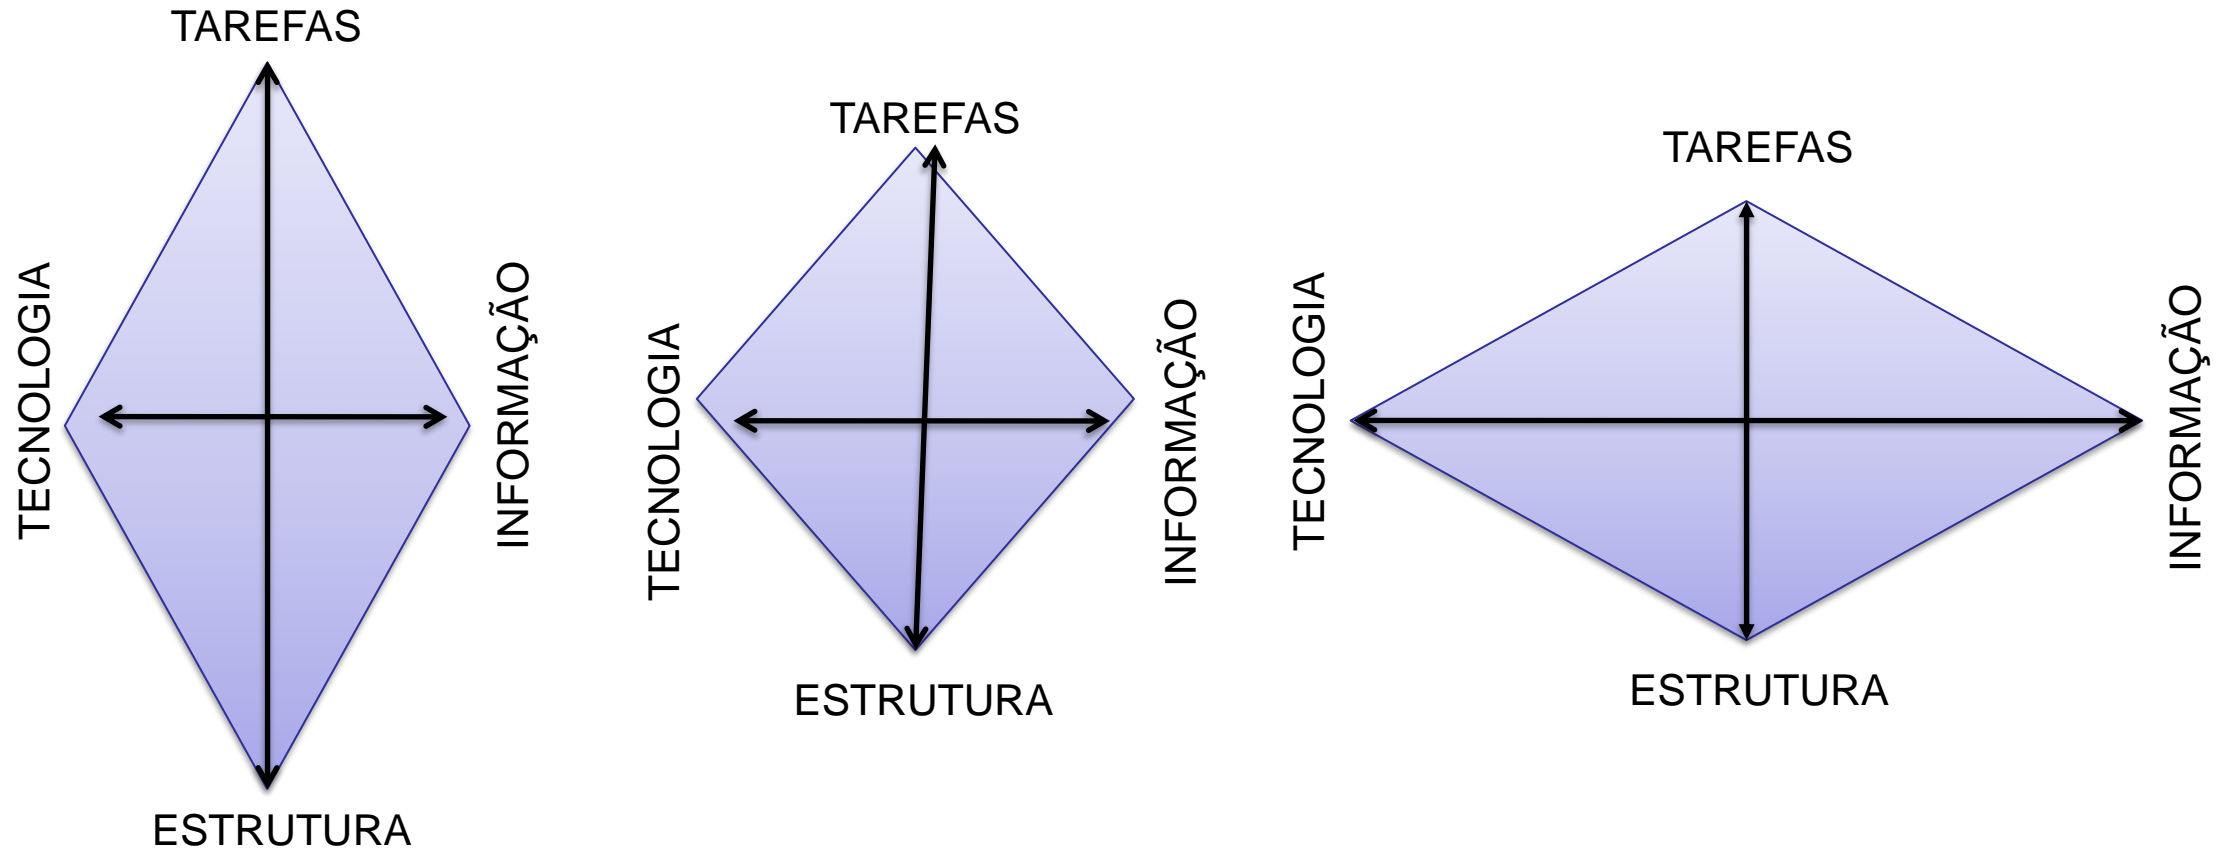 TAREFAS
TECNOLOGIA
INFORMAÇÃO
ESTRUTURA
TAREFAS
TECNOLOGIA
INFORMAÇÃO
ESTRUTURA
TAREFAS
TECNOLOGIA
INFORMAÇÃO
ESTRUTURA